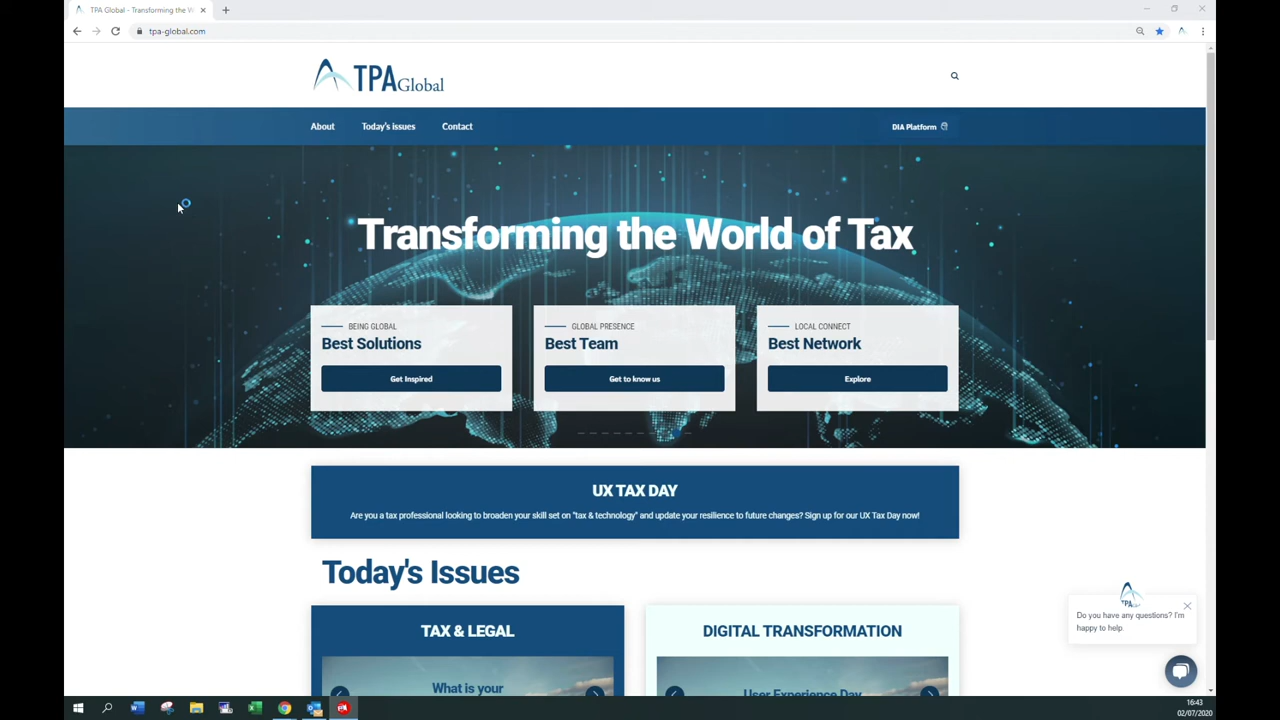 TPA Global - Transforming the W
tpa-global.com
TPAGlobal
About
Today's issues
Contact
DIA Platform
Transforming the World of Tax
BEING GLOBAL
Best Solutions
Get Inspired
GLOBAL PRESENCE
Best Team
Get to know us
LOCAL CONNECT
Best Network
Explore
UX TAX DAY
Are you a tax professional looking to broaden your skill set on "tax & technology" and update your resilience to future changes? Sign up for our UX Tax Day now!
Today's Issues
TAX & LEGAL
What is your
DIGITAL TRANSFORMATION
User Experience Day
TPA
Do you have any questions? I'm
happy to help.
16:43
02/07/2020